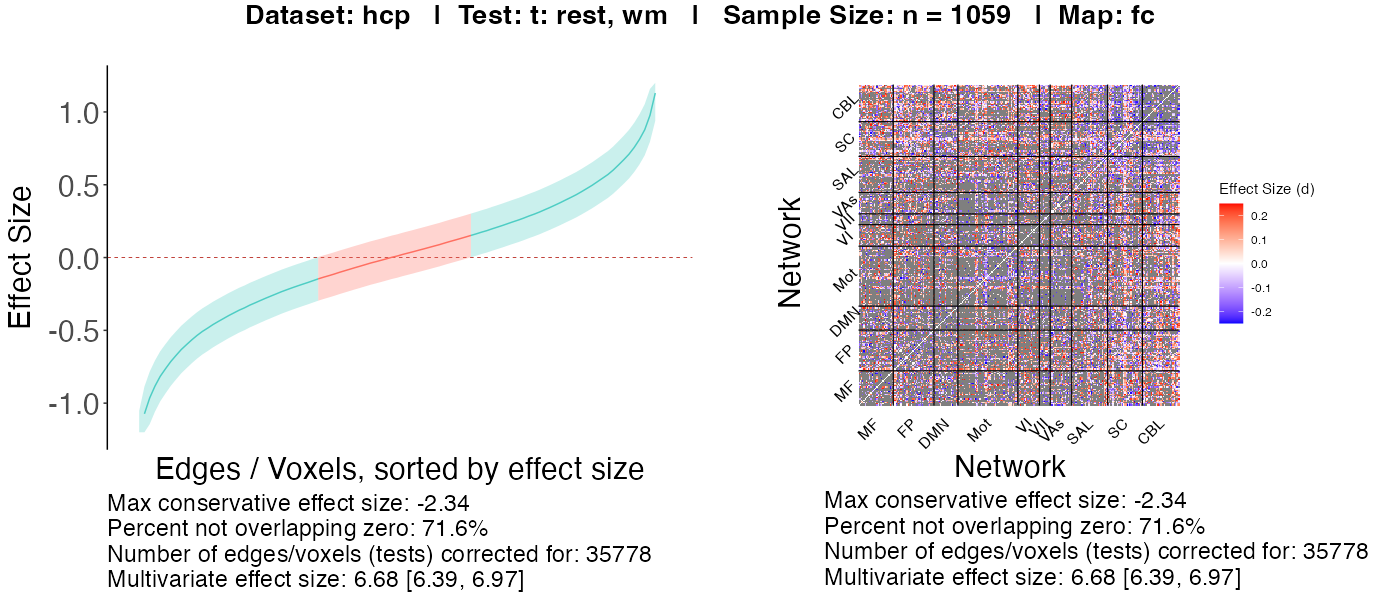 Dataset: hcp | Test: t: rest, wm | Sample Size: n = 1059 | Map: fc
Effect Size
1.0
0.5
0.0
-0.5
-1.0
Edges / Voxels, sorted by effect size
Max conservative effect size: -2.34
Percent not overlapping zero: 71.6%
Number of edges/voxels (tests) corrected for: 35778
Multivariate effect size: 6.68 [6.39, 6.97]
Network
CBL
SC
SAL
VAs
VII
VI
Mot
DMN
FP
MF
MF
FP
DMN
Mot
VI
VII
VAs
SAL
SC
CBL
Network
Effect Size (d)
0.2
0.1
0.0
-0.1
-0.2
Max conservative effect size: -2.34
Percent not overlapping zero: 71.6%
Number of edges/voxels (tests) corrected for: 35778
Multivariate effect size: 6.68 [6.39, 6.97]